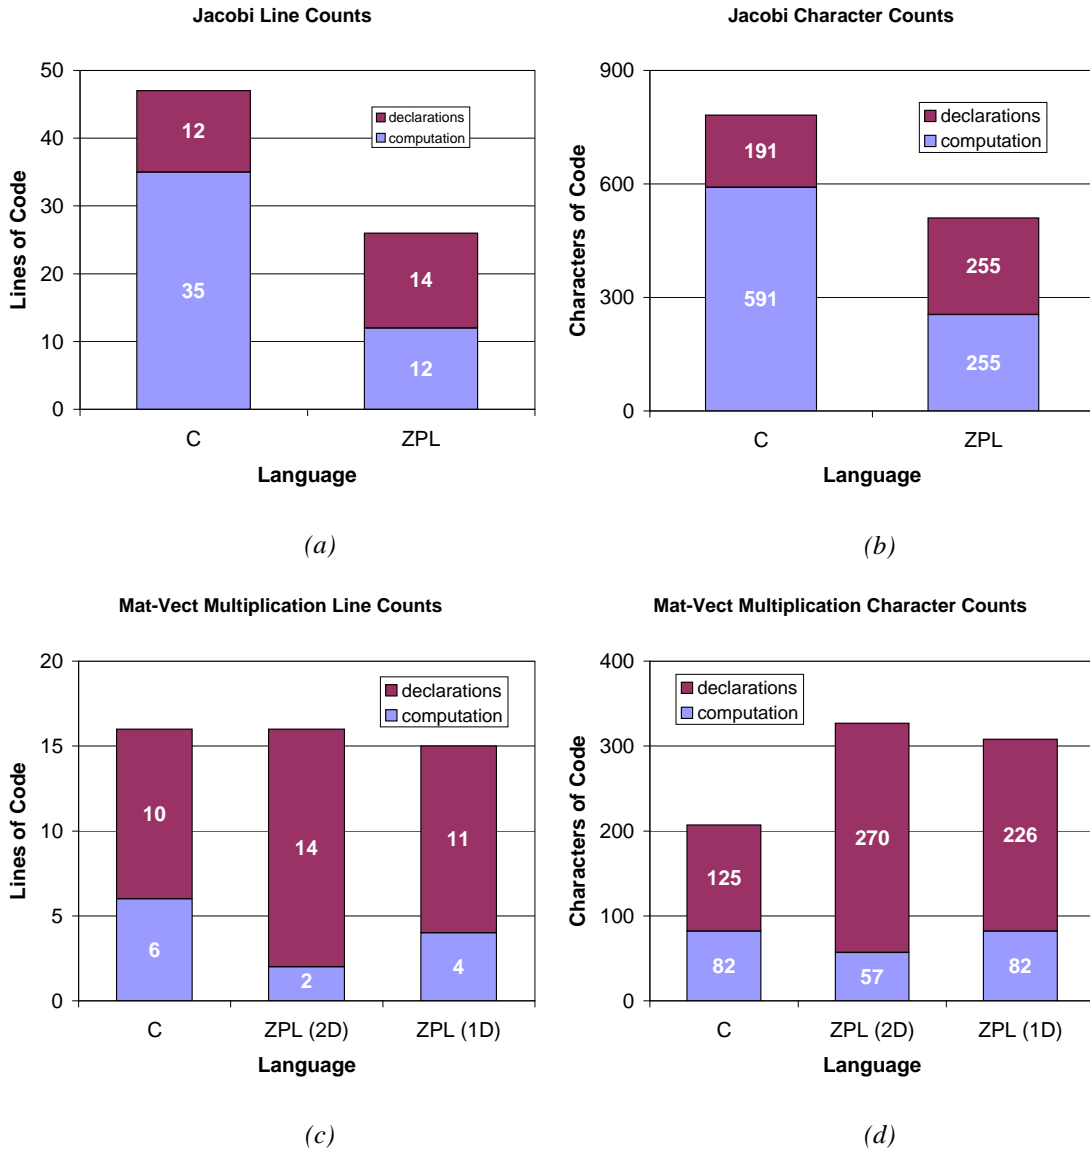 Jacobi Line Counts
50
40
30
20
10
0
Lines of Code
12
35
14
12
declarations
computation
C
ZPL
Language
(a)
Jacobi Character Counts
900
600
300
0
Characters of Code
191
591
255
255
declarations
computation
C
ZPL
Language
(b)
Mat-Vect Multiplication Line Counts
20
15
10
5
0
Lines of Code
10
6
14
2
11
4
declarations
computation
C
ZPL (2D)
ZPL (1D)
Language
(c)
Mat-Vect Multiplication Character Counts
400
300
200
100
0
Characters of Code
125
82
270
57
226
82
declarations
computation
C
ZPL (2D)
ZPL (1D)
Language
(d)